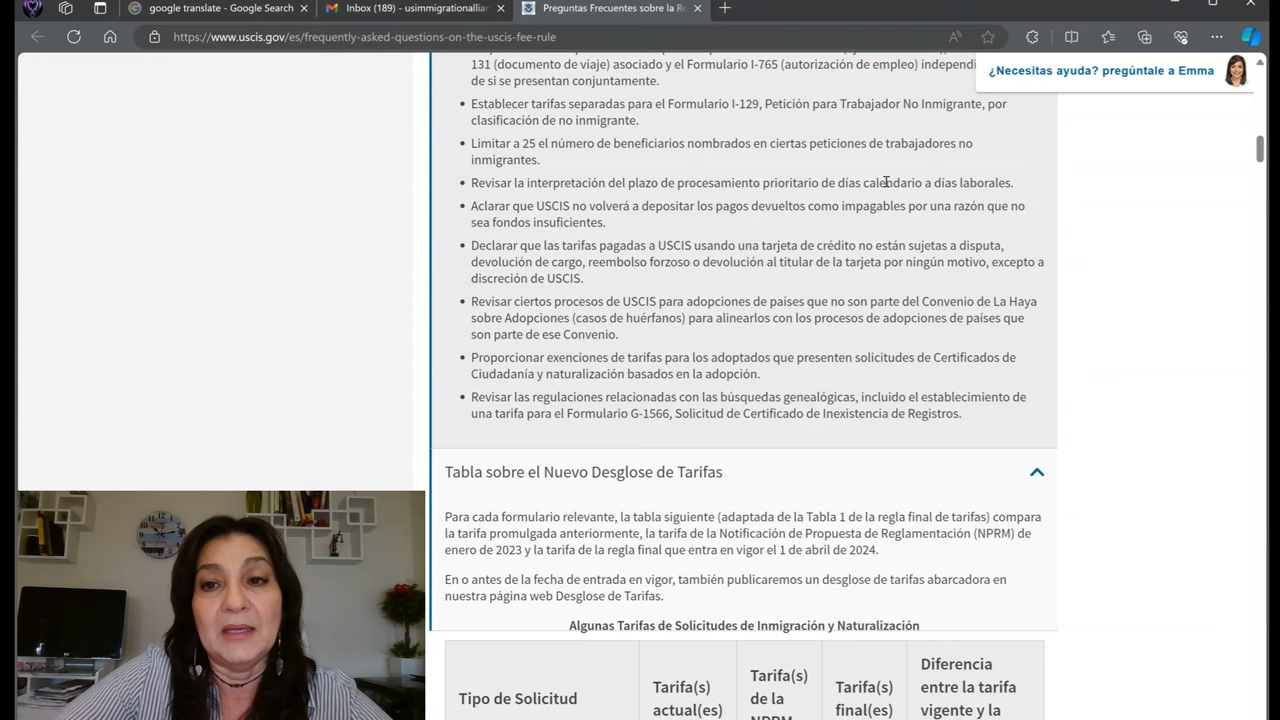 google translate - Google Search
Inbox (189) - usimmigrationallian
Preguntas Frecuentes sobre la Re
https://www.uscis.gov/es/frequently-asked-questions-on-the-uscis-fee-rule
¿Necesitas ayuda? pregúntale a Emma
131 (documento de viaje) asociado y el Formulario I-765 (autorización de empleo)
de si se presentan conjuntamente.
• Establecer tarifas separadas para el Formulario I-129, Petición para Trabajador No Inmigrante, por
clasificación de no inmigrante.
• Limitar a 25 el número de beneficiarios nombrados en ciertas peticiones de trabajadores no
inmigrantes.
• Revisar la interpretación del plazo de procesamiento prioritario de días calendario a días laborales.
• Aclarar que USCIS no volverá a depositar los pagos devueltos como impagables por una razón que no
sea fondos insuficientes.
• Declarar que las tarifas pagadas a USCIS usando una tarjeta de crédito no están sujetas a disputa,
devolución de cargo, reembolso forzoso o devolución al titular de la tarjeta por ningún motivo, excepto a
discreción de USCIS.
• Revisar ciertos procesos de USCIS para adopciones de países que no son parte del Convenio de La Haya
sobre Adopciones (casos de huérfanos) para alinearlos con los procesos de adopciones de países que
son parte de ese Convenio.
• Proporcionar exenciones de tarifas para los adoptados que presenten solicitudes de Certificados de
Ciudadanía y naturalización basados en la adopción.
• Revisar las regulaciones relacionadas con las búsquedas genealógicas, incluido el establecimiento de
una tarifa para el Formulario G-1566, Solicitud de Certificado de Inexistencia de Registros.
Tabla sobre el Nuevo Desglose de Tarifas
Para cada formulario relevante, la tabla siguiente (adaptada de la Tabla 1 de la regla final de tarifas) compara
la tarifa promulgada anteriormente, la tarifa de la Notificación de Propuesta de Reglamentación (NPRM) de
enero de 2023 y la tarifa de la regla final que entra en vigor el 1 de abril de 2024.
En o antes de la fecha de entrada en vigor, también publicaremos un desglose de tarifas abarcadora en
nuestra página web Desglose de Tarifas.
Algunas Tarifas de Solicitudes de Inmigración y Naturalización
Tipo de Solicitud
Tarifa(s)
actual(es)
Tarifa(s)
de la
NPRM
Tarifa(s)
final(es)
Diferencia
entre la tarifa
vigente y la